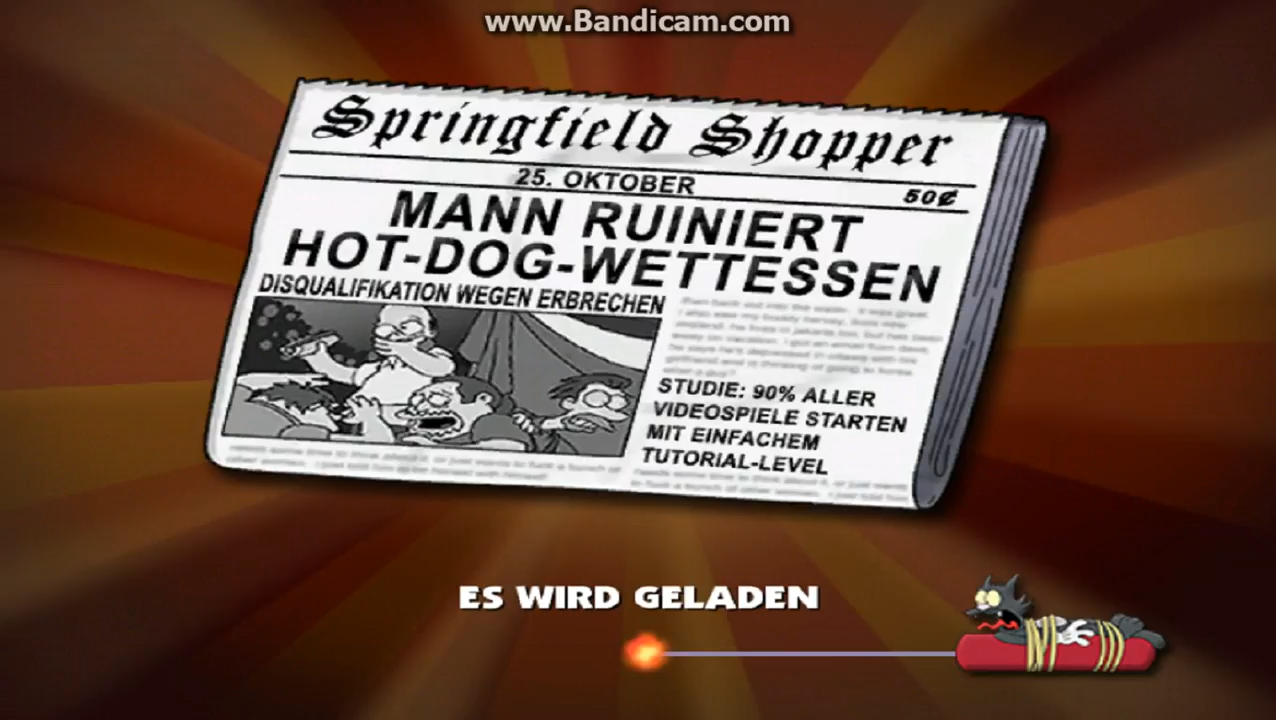 www.Bandicam.com
Springfield Shopper
25. OKTOBER
50¢
MANN RUINIERT
HOT-DOG-WETTESSEN
DISQUALIFIKATION WEGEN ERBRECHEN
STUDIE: 90% ALLER
VIDEOSPIELE STARTEN
MIT EINFACHEM
TUTORIAL-LEVEL
ES WIRD GELADEN